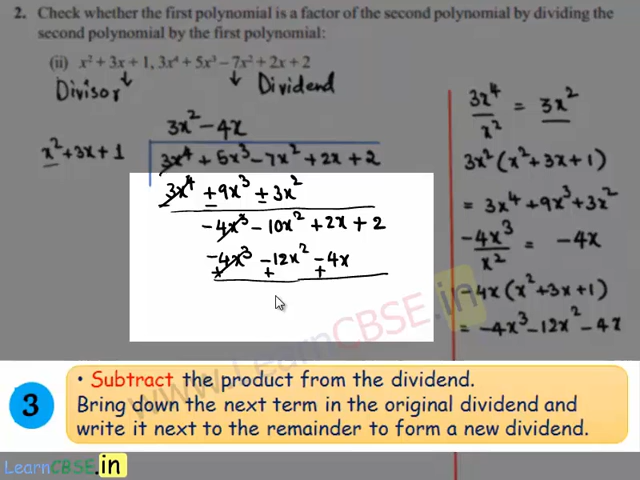 2. Check whether the first polynomial is a factor of the second polynomial by dividing the
second polynomial by the first polynomial:
(ii) x² + 3x + 1, 3x⁴ + 5x³ – 7x² + 2x + 2
Divisor Dividend
3x² – 4x
x² + 3x + 1
3x⁴ + 5x³ – 7x² + 2x + 2
3x⁴ + 9x³ + 3x²
– – –
–4x³ – 10x² + 2x + 2
–4x³ – 12x² – 4x
+ + +
3x⁴/x² = 3x²
3x² (x² + 3x + 1)
= 3x⁴ + 9x³ + 3x²
–4x³/x² = –4x
–4x (x² + 3x + 1)
= –4x³ – 12x² – 4x
www.LearnCBSE.in
3
• Subtract the product from the dividend.
Bring down the next term in the original dividend and
write it next to the remainder to form a new dividend.
LearnCBSE.in